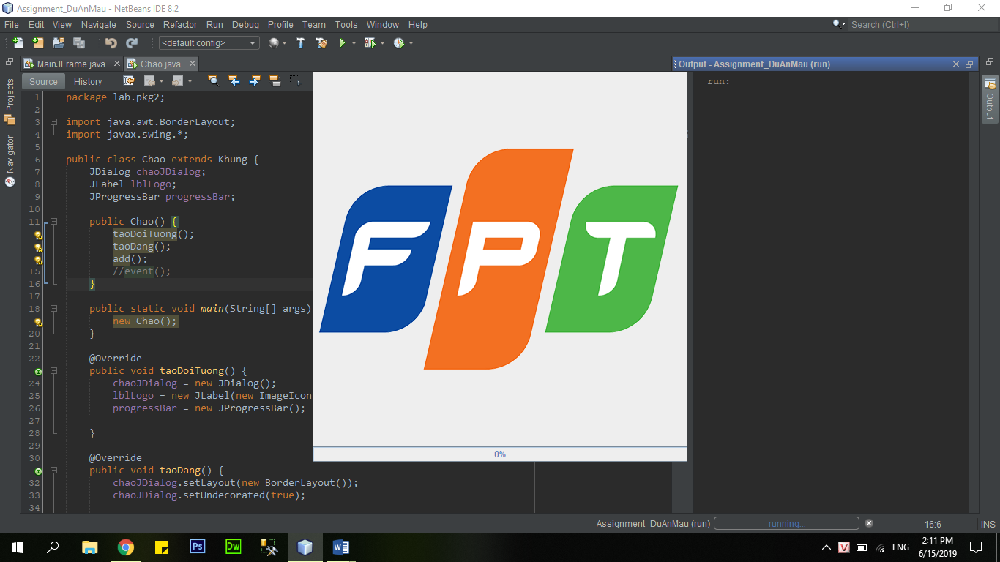 Assignment_DuAnMau - NetBeans IDE 8.2
File Edit View Navigate Source Refactor Run Debug Profile Team Tools Window Help
Search (Ctrl+I)
<default config>
MainJFrame.java
Chao.java
Output - Assignment_DuAnMau (run)
Source History
Projects
Navigator
Output
run:
1 package lab.pkg2;
2
3 import java.awt.BorderLayout;
4 import javax.swing.*;
5
6 public class Chao extends Khung {
7 JDialog chaoJDialog;
8 JLabel lblLogo;
9 JProgressBar progressBar;
10
11 public Chao() {
taoDoiTuong();
taoDang();
add();
15 //event();
16 }
17
18 public static void main(String[] args)
new Chao();
20 }
21
22 @Override
public void taoDoiTuong() {
24 chaoJDialog = new JDialog();
25 lblLogo = new JLabel(new ImageIcon
26 progressBar = new JProgressBar();
27
28 }
29
30 @Override
public void taoDang() {
32 chaoJDialog.setLayout(new BorderLayout());
33 chaoJDialog.setUndecorated(true);
34
FPT
0%
Assignment_DuAnMau (run) running...
16:6 INS
Ps
Dw
V
ENG
2:11 PM
6/15/2019